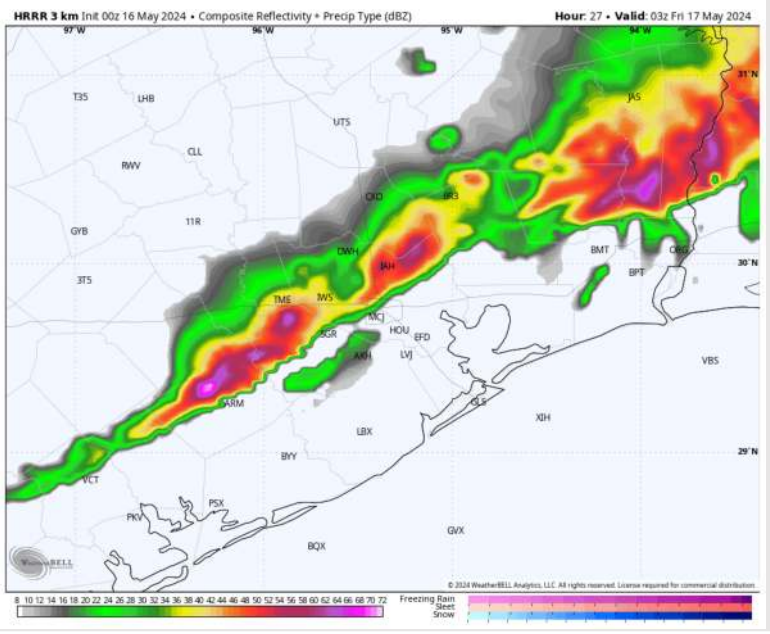 HRRR 3 km Init 00z 16 May 2024 • Composite Reflectivity + Precip Type (dBZ) Hour: 27 • Valid: 03z Fri 17 May 2024
97°W 96°W 95°W 94°W
31°N
T35 LHB JAS
UTS
CLL
RWV
CXO 6R3
11R
GYB
DWH BMT ORG
30°N
3T5 IAH BPT
TME IWS
MCJ
SGR HOU EFD
AXH LVJ VBS
ARM GLS XIH
LBX
29°N
BYY
VCT
PSX
PKV
GVX
BQX
WeatherBELL
© 2024 WeatherBELL Analytics, LLC. All rights reserved. License required for commercial distribution.
8 10 12 14 16 18 20 22 24 26 28 30 32 34 36 38 40 42 44 46 48 50 52 54 56 58 60 62 64 66 68 70 72
Freezing Rain
Sleet
Snow